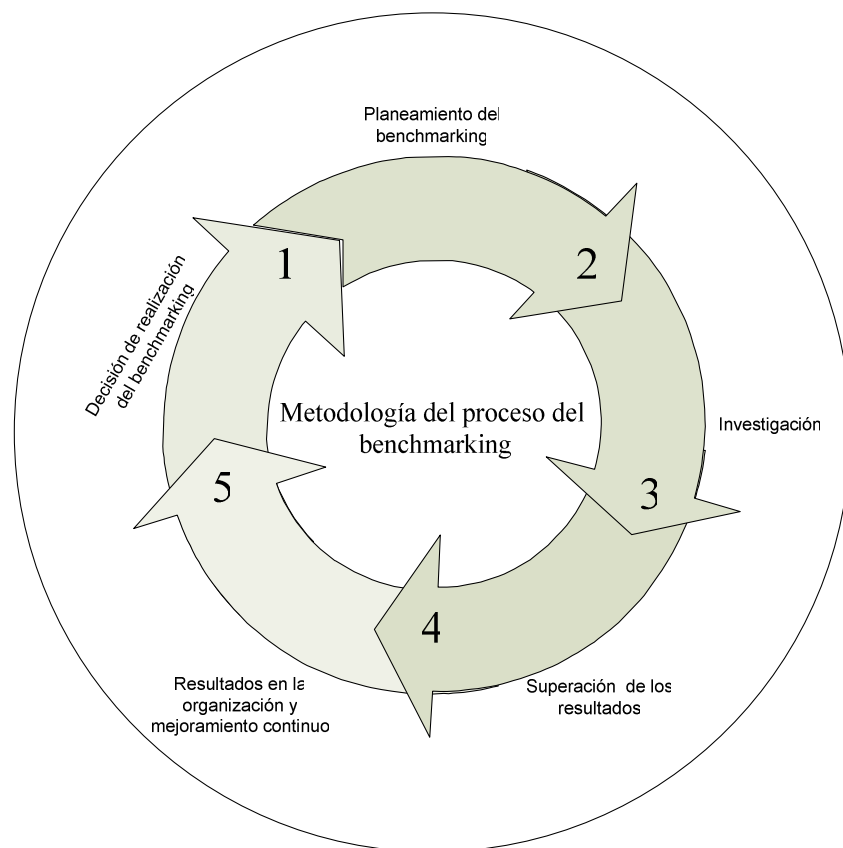 Planeamiento del
benchmarking
1
2
Decisión de realización
del benchmarking
Metodología del proceso del
benchmarking
Investigación
5
3
4
Resultados en la
organización y
mejoramiento continuo
Superación de los
resultados